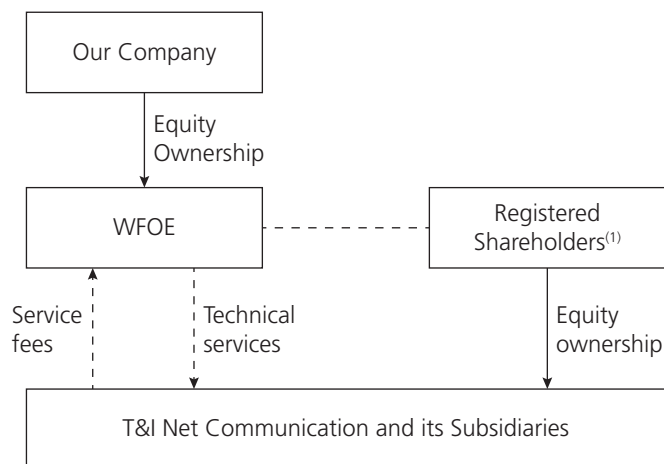 Our Company
Equity
Ownership
WFOE
Registered
Shareholders(1)
Service
fees
Technical
services
Equity
ownership
T&I Net Communication and its Subsidiaries